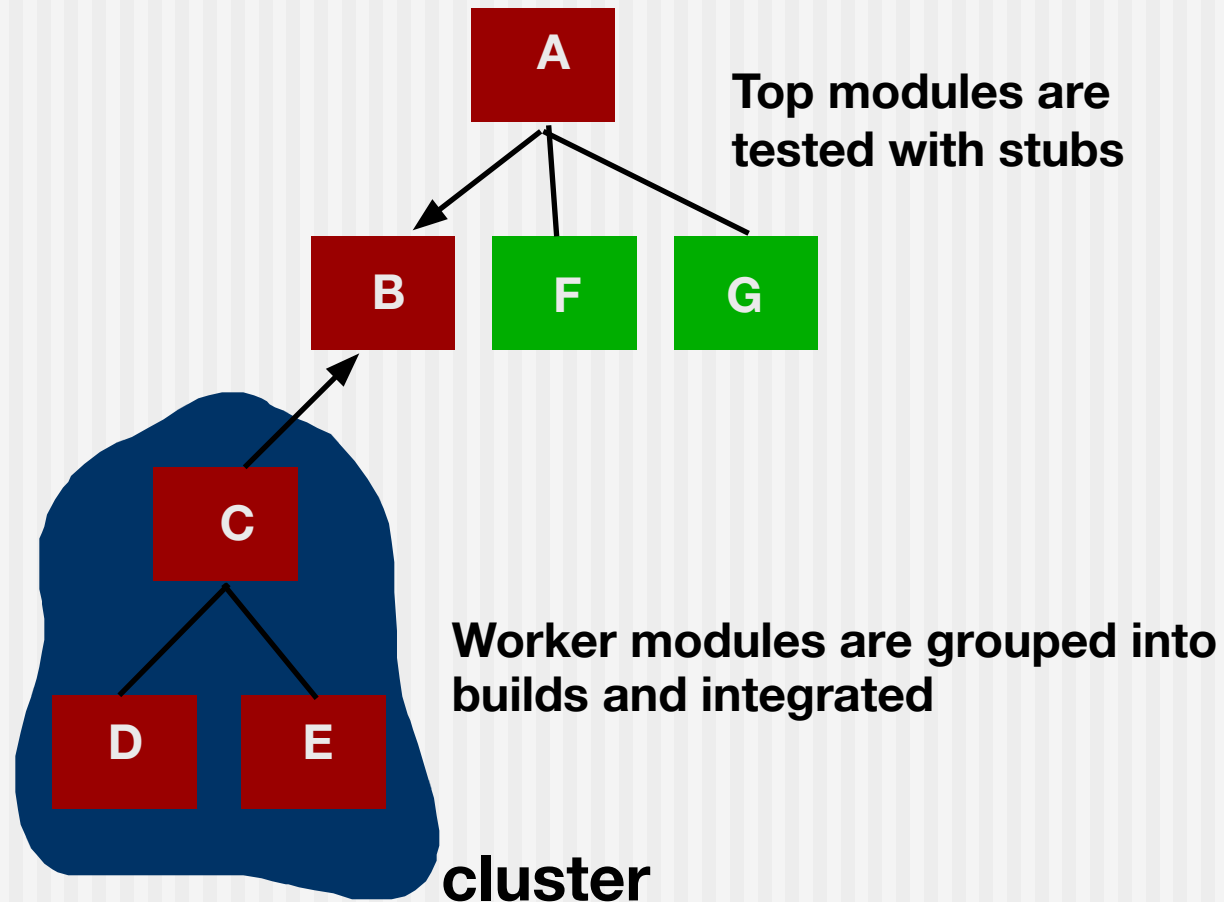 A
Top modules are
tested with stubs
B
F
G
C
Worker modules are grouped into
builds and integrated
D
E
cluster